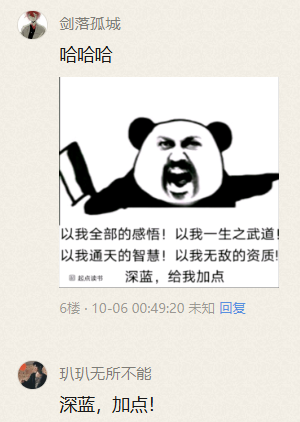 剑落孤城
哈哈哈
以我全部的感悟！以我一生之武道！
以我通天的智慧！以我无敌的资质！
起点读书
深蓝，给我加点
6楼 · 10-06 00:49:20 未知 回复
玐玐无所不能
深蓝，加点！